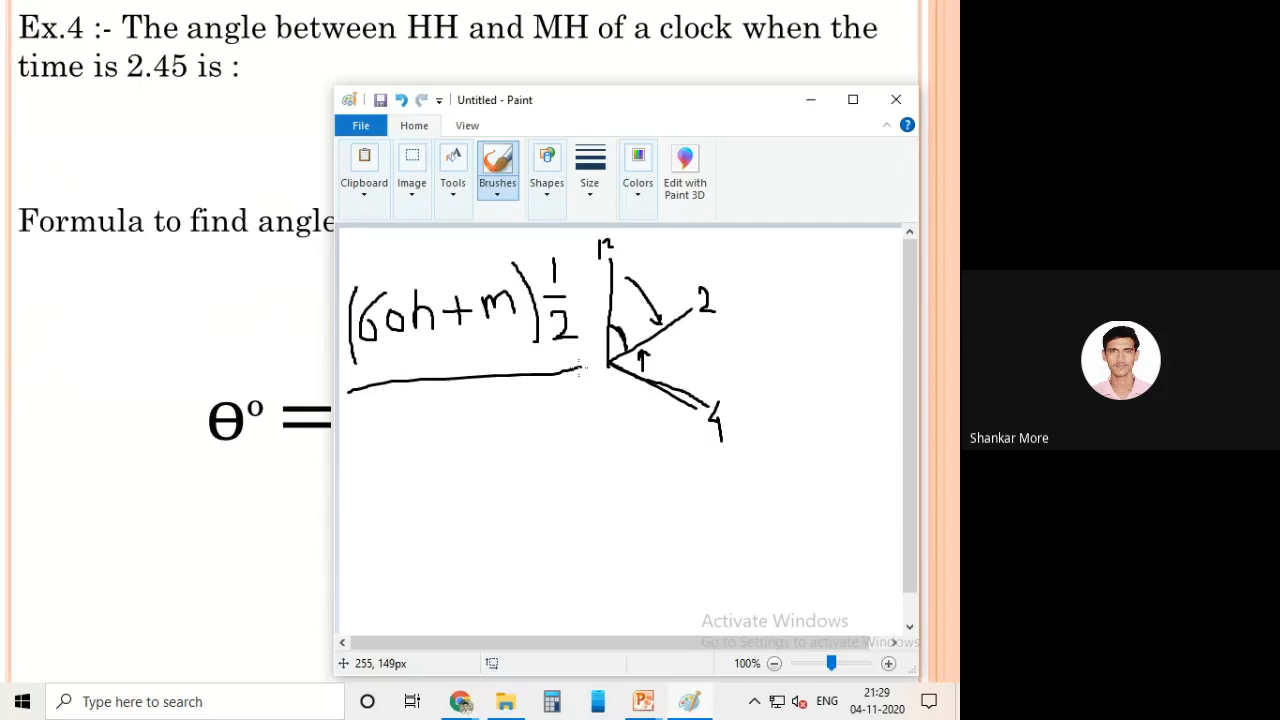 Ex.4 :- The angle between HH and MH of a clock when the
time is 2.45 is :
Untitled - Paint
File Home View
Clipboard Image Tools Brushes Shapes Size Colors Edit with Paint 3D
Formula to find angle
(60h+m) 1/2
12
2
4
θ° =
Shankar More
Activate Windows
Go to Settings to activate Windows
255, 149px
100%
Type here to search
ENG
21:29
04-11-2020